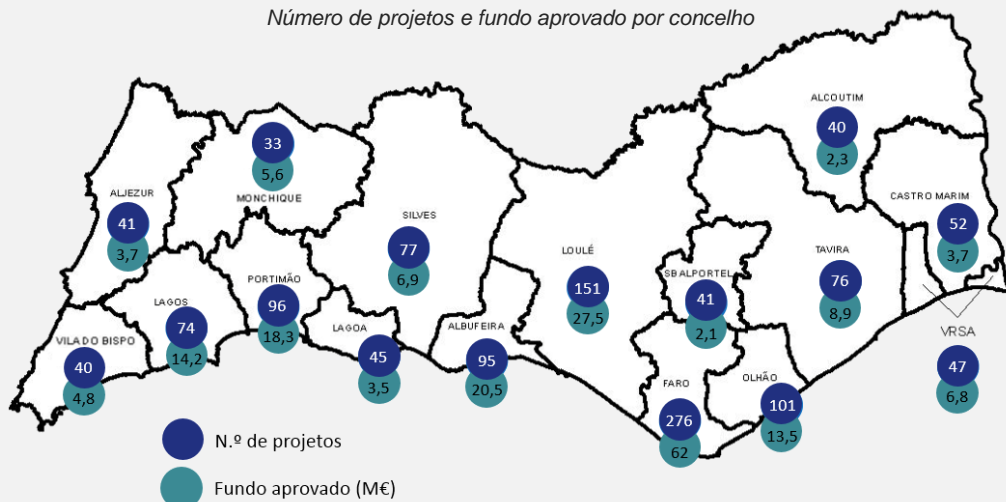 Número de projetos e fundo aprovado por concelho
ALCOUTIM
40
2,3
33
5,6
MONCHIQUE
ALJEZUR
41
3,7
CASTRO MARIM
52
3,7
SILVES
77
6,9
LOULÉ
151
27,5
SB ALPORTEL
41
2,1
TAVIRA
76
8,9
PORTIMÃO
96
18,3
LAGOS
74
14,2
LAGOA
45
3,5
ALBUFEIRA
95
20,5
VRSA
47
6,8
VILA DO BISPO
40
4,8
FARO
276
62
OLHÃO
101
13,5
N.º de projetos
Fundo aprovado (M€)